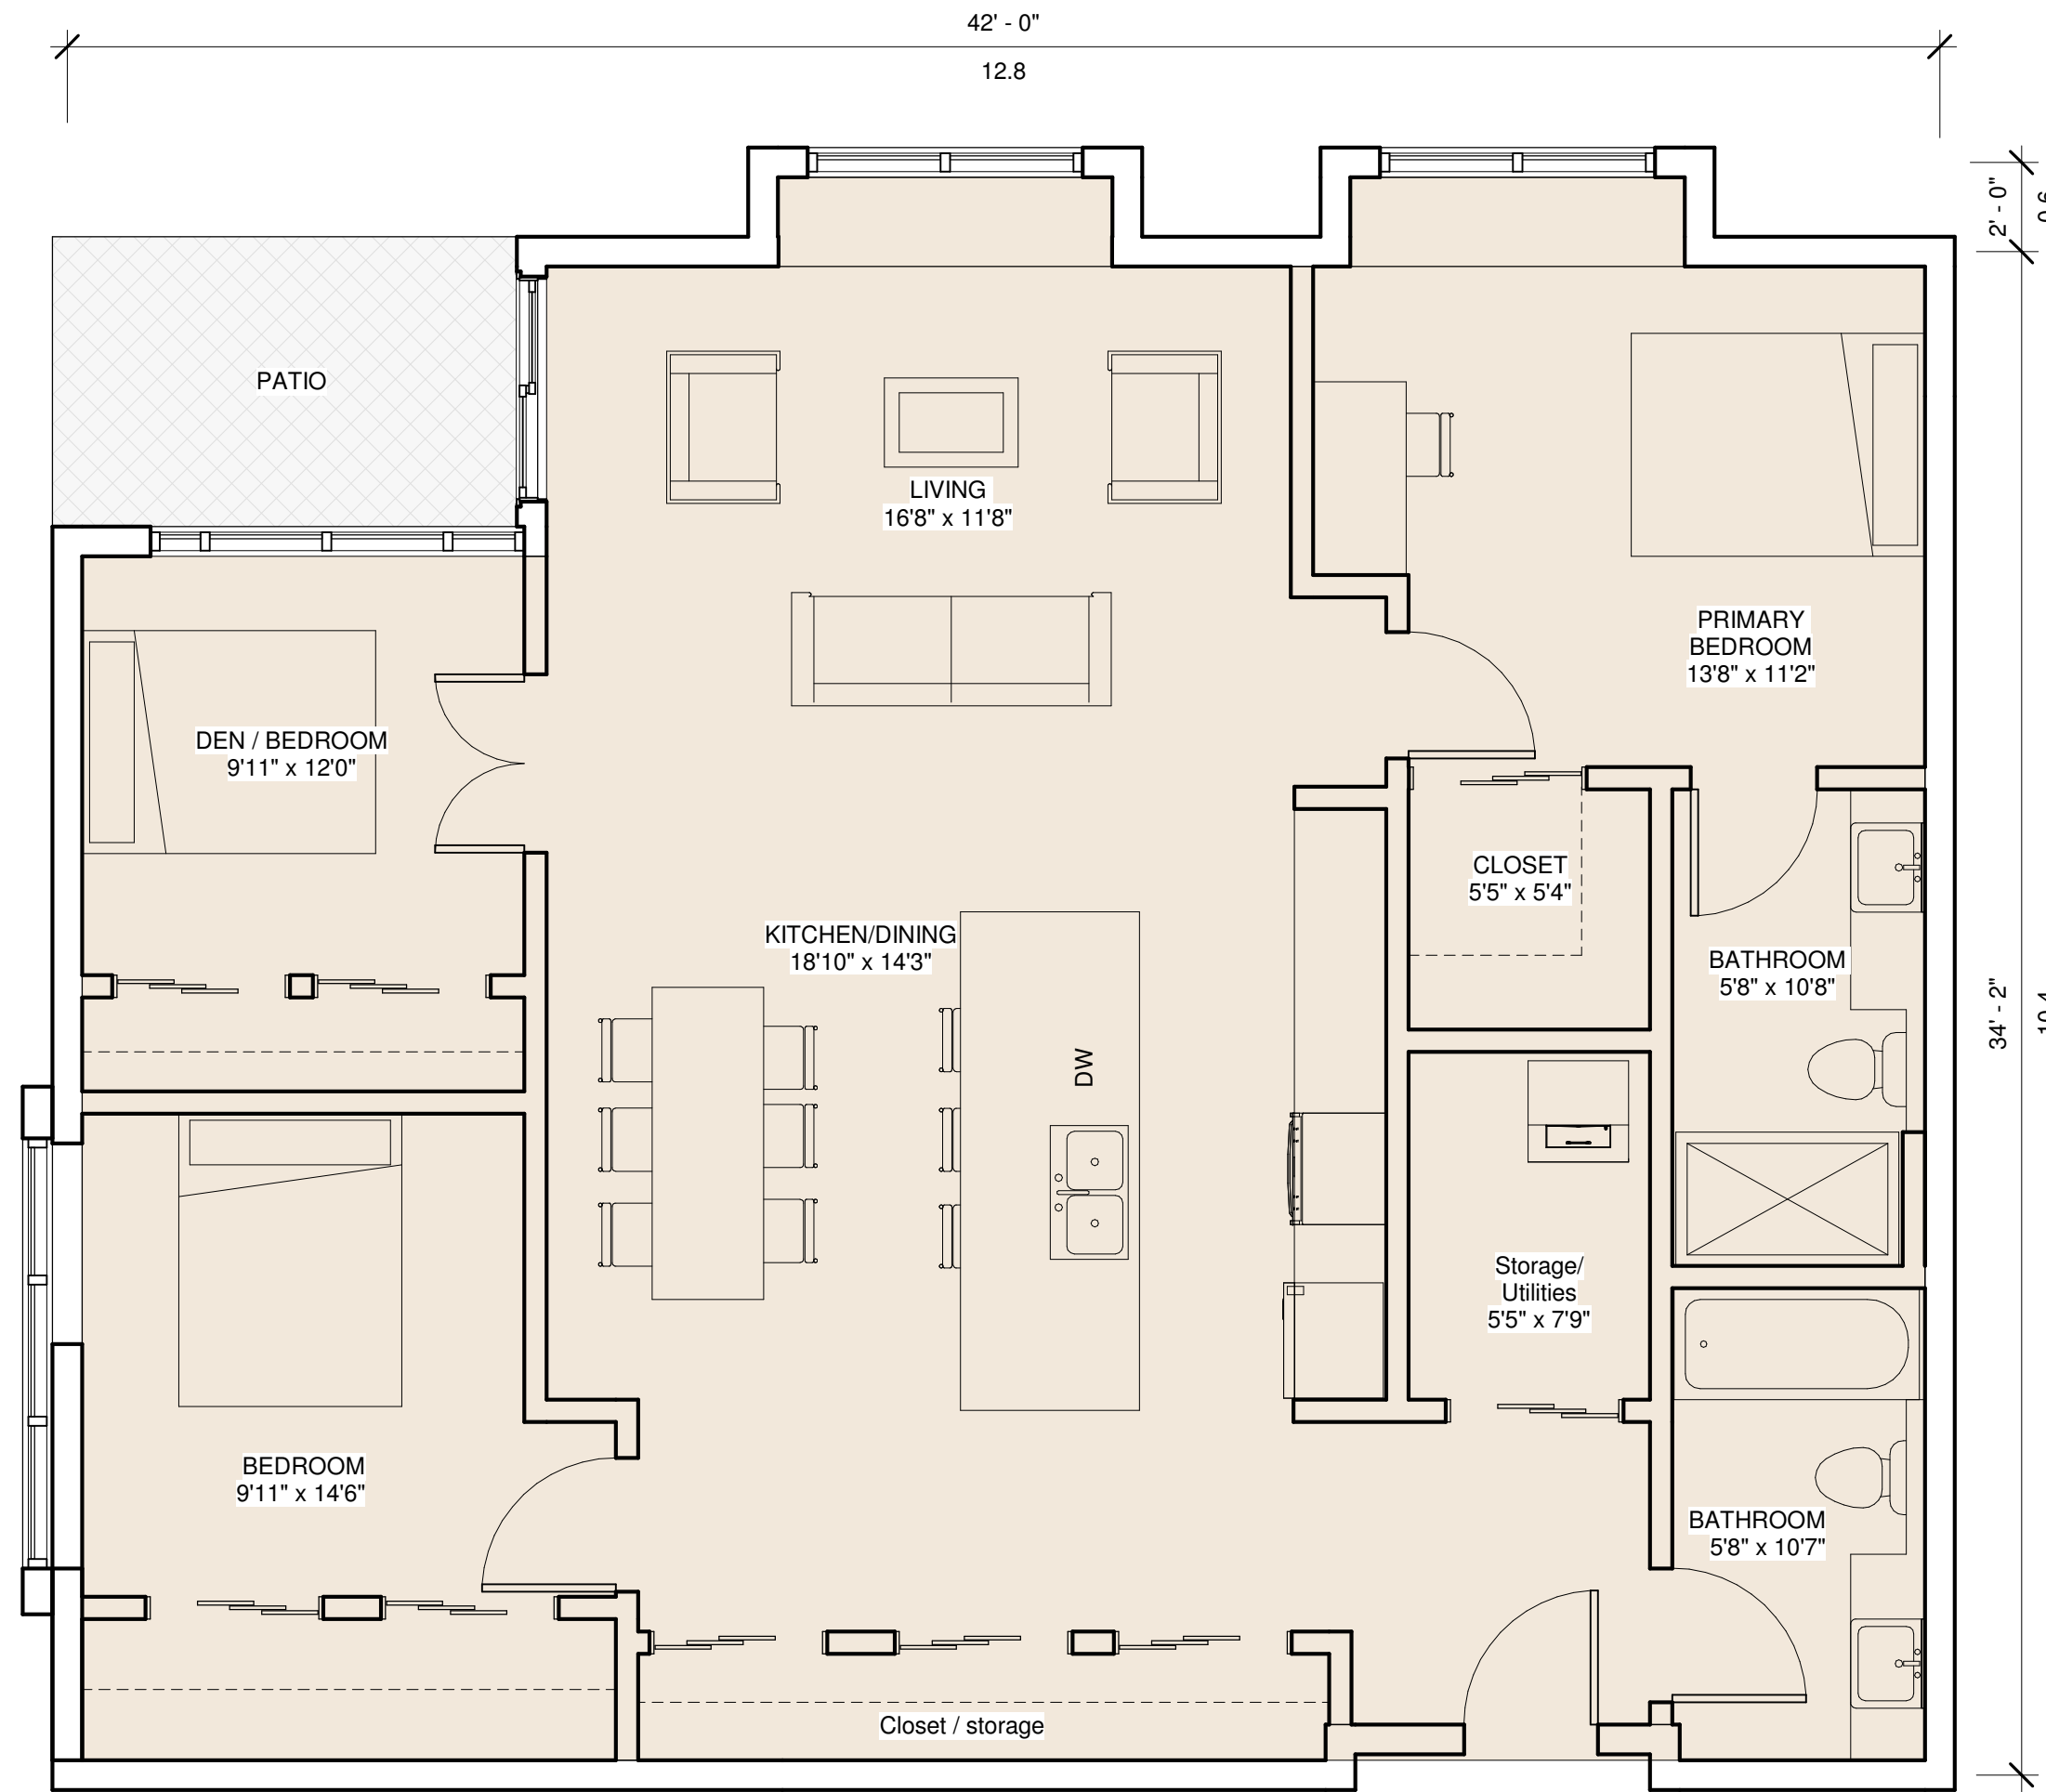 42' - 0"
12.8
2' - 0"
PATIO
LIVING
16'8" x 11'8"
PRIMARY
BEDROOM
13'8" x 11'2"
DEN / BEDROOM
9'11" x 12'0"
CLOSET
5'5" x 5'4"
KITCHEN/DINING
18'10" x 14'3"
BATHROOM
5'8" x 10'8"
34' - 2"
DW
Storage/
Utilities
5'5" x 7'9"
BEDROOM
9'11" x 14'6"
BATHROOM
5'8" x 10'7"
Closet / storage